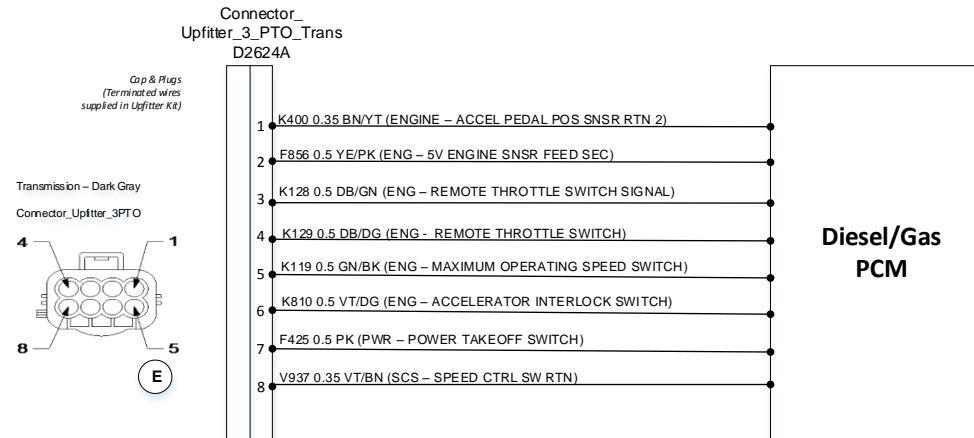 Connector_
Upfitter_3_PTO_Trans
D2624A
Cap & Plugs
(Terminated wires
supplied in Upfitter Kit)
1 K400 0.35 BN/YT (ENGINE – ACCEL PEDAL POS SNSR RTN 2)
2 F856 0.5 YE/PK (ENG – 5V ENGINE SNSR FEED SEC)
3 K128 0.5 DB/GN (ENG – REMOTE THROTTLE SWITCH SIGNAL)
4 K129 0.5 DB/DG (ENG - REMOTE THROTTLE SWITCH)
5 K119 0.5 GN/BK (ENG – MAXIMUM OPERATING SPEED SWITCH)
6 K810 0.5 VT/DG (ENG – ACCELERATOR INTERLOCK SWITCH)
7 F425 0.5 PK (PWR – POWER TAKEOFF SWITCH)
8 V937 0.35 VT/BN (SCS – SPEED CTRL SW RTN)
Diesel/Gas
PCM
Transmission – Dark Gray
Connector_Upfitter_3PTO
4 1
8 5
E